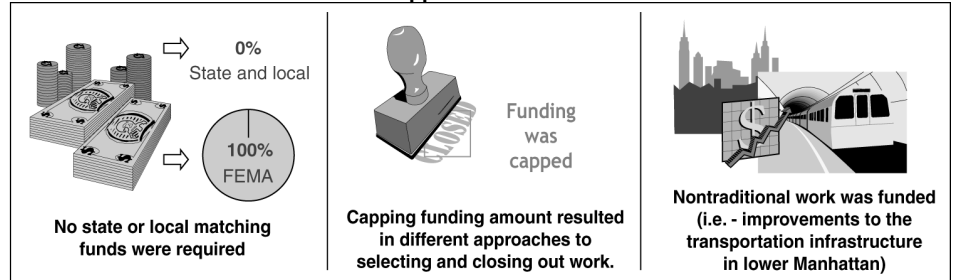 0%
State and local
100%
FEMA
No state or local matching
funds were required
CLOSED
Funding
was
capped
Capping funding amount resulted
in different approaches to
selecting and closing out work.
Nontraditional work was funded
(i.e. - improvements to the
transportation infrastructure
in lower Manhattan)